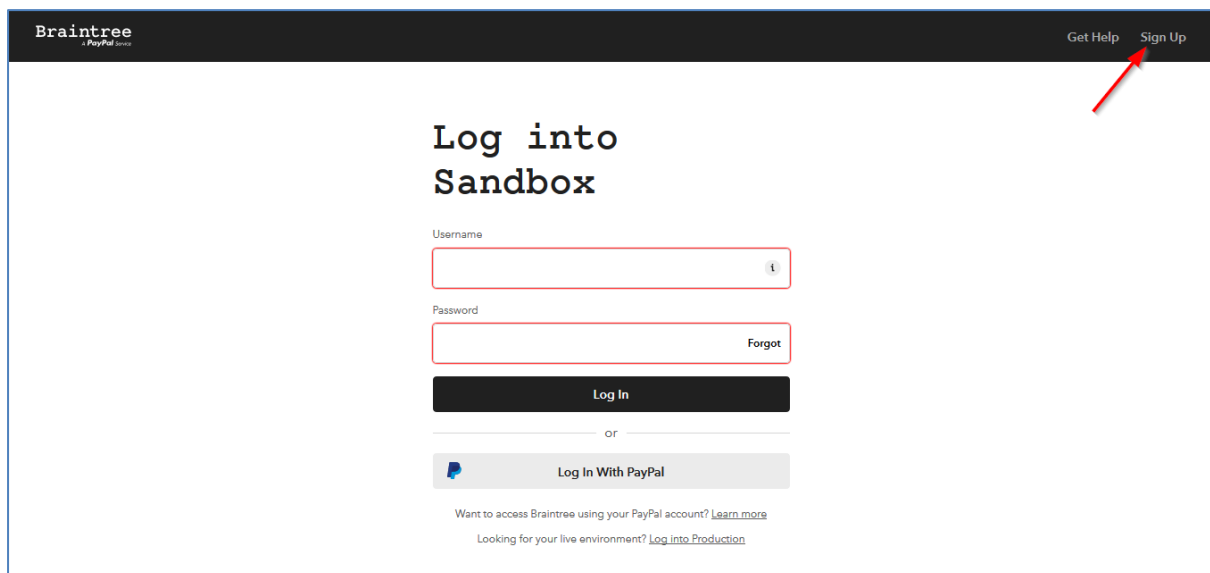 Braintree
A PayPal Service
Get Help Sign Up
Log into
Sandbox
Username
i
Password
Forgot
Log In
or
Log In With PayPal
Want to access Braintree using your PayPal account? Learn more
Looking for your live environment? Log into Production